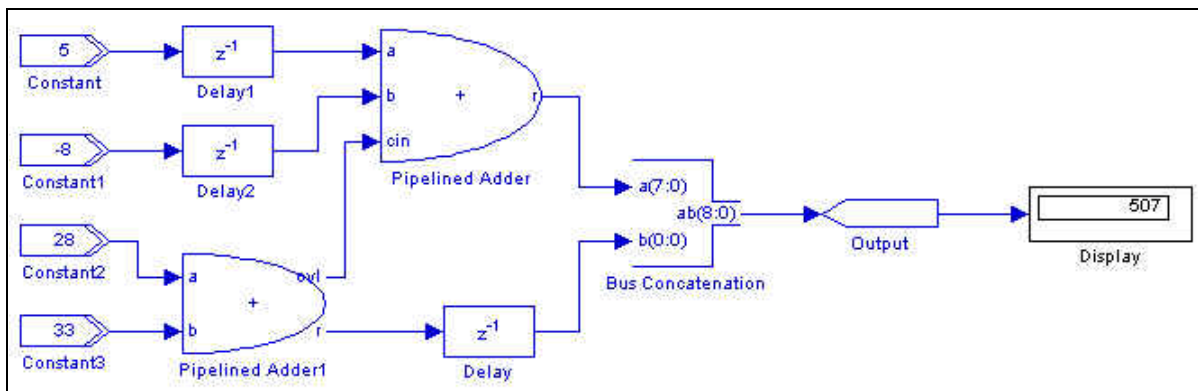 5
Constant
z⁻¹
Delay1
a
b
cin
+
r
Pipelined Adder
-8
Constant1
z⁻¹
Delay2
28
Constant2
33
Constant3
a
b
+
ovl
r
Pipelined Adder1
z⁻¹
Delay
a(7:0)
b(0:0)
ab(8:0)
Bus Concatenation
Output
507
Display